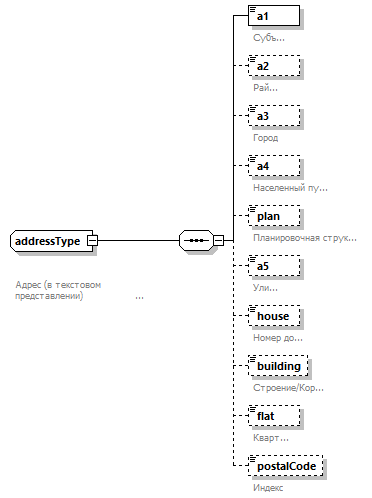 a1
Субъ...
a2
Рай...
a3
Город
a4
Населенный пу...
plan
Планировочная струк...
addressType
Адрес (в текстовом
представлении) ...
a5
Ули...
house
Номер до...
building
Строение/Кор...
flat
Кварт...
postalCode
Индекс